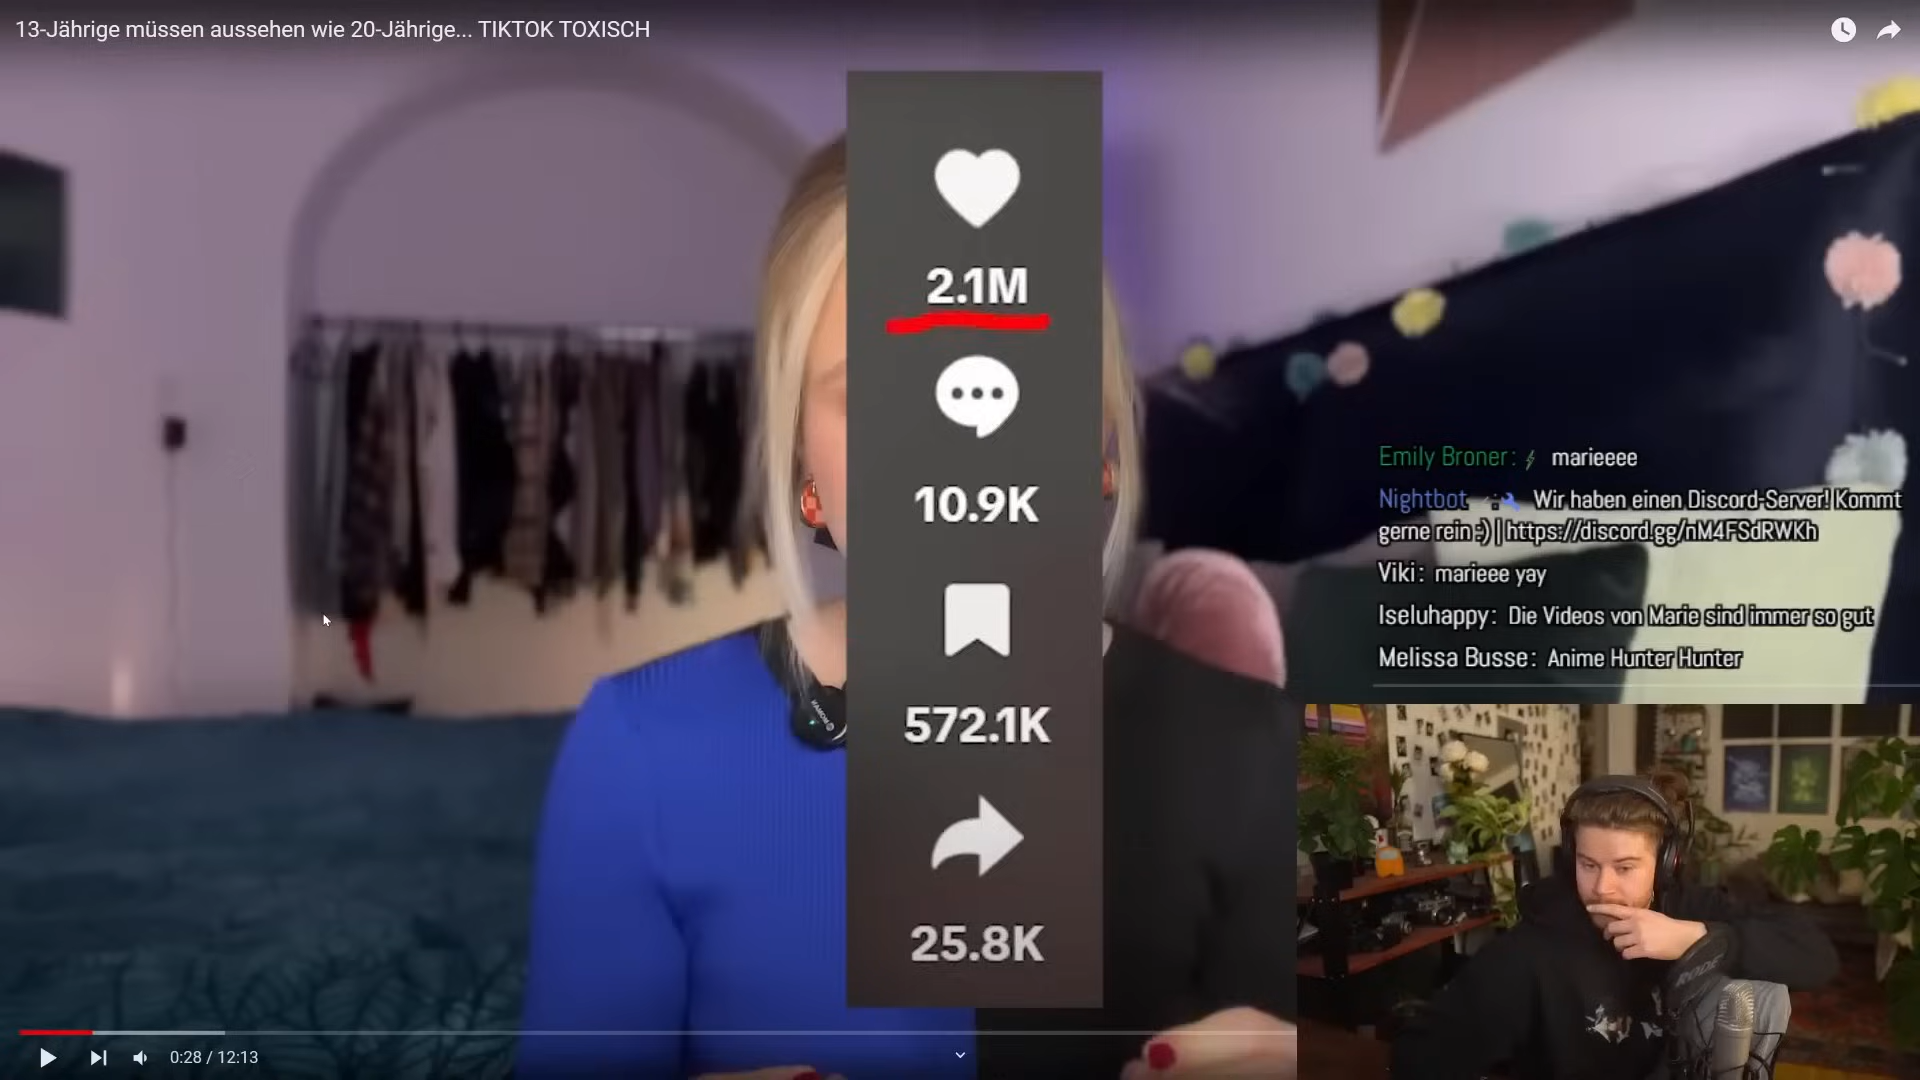 13-Jährige müssen aussehen wie 20-Jährige... TIKTOK TOXISCH
2.1M
10.9K
572.1K
25.8K
Emily Broner: marieeee
Nightbot : Wir haben einen Discord-Server! Kommt
gerne rein :) | https://discord.gg/nM4FSdRWKh
Viki: marieee yay
Iseluhappy: Die Videos von Marie sind immer so gut
Melissa Busse: Anime Hunter Hunter
RODE
0:28 / 12:13